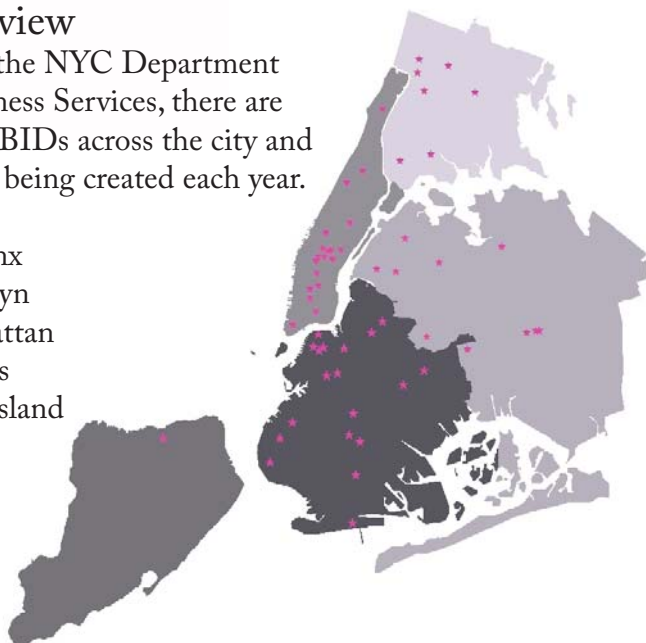 view
the NYC Department
ness Services, there are
BIDs across the city and
being created each year.
nx
yn
attan
s
sland